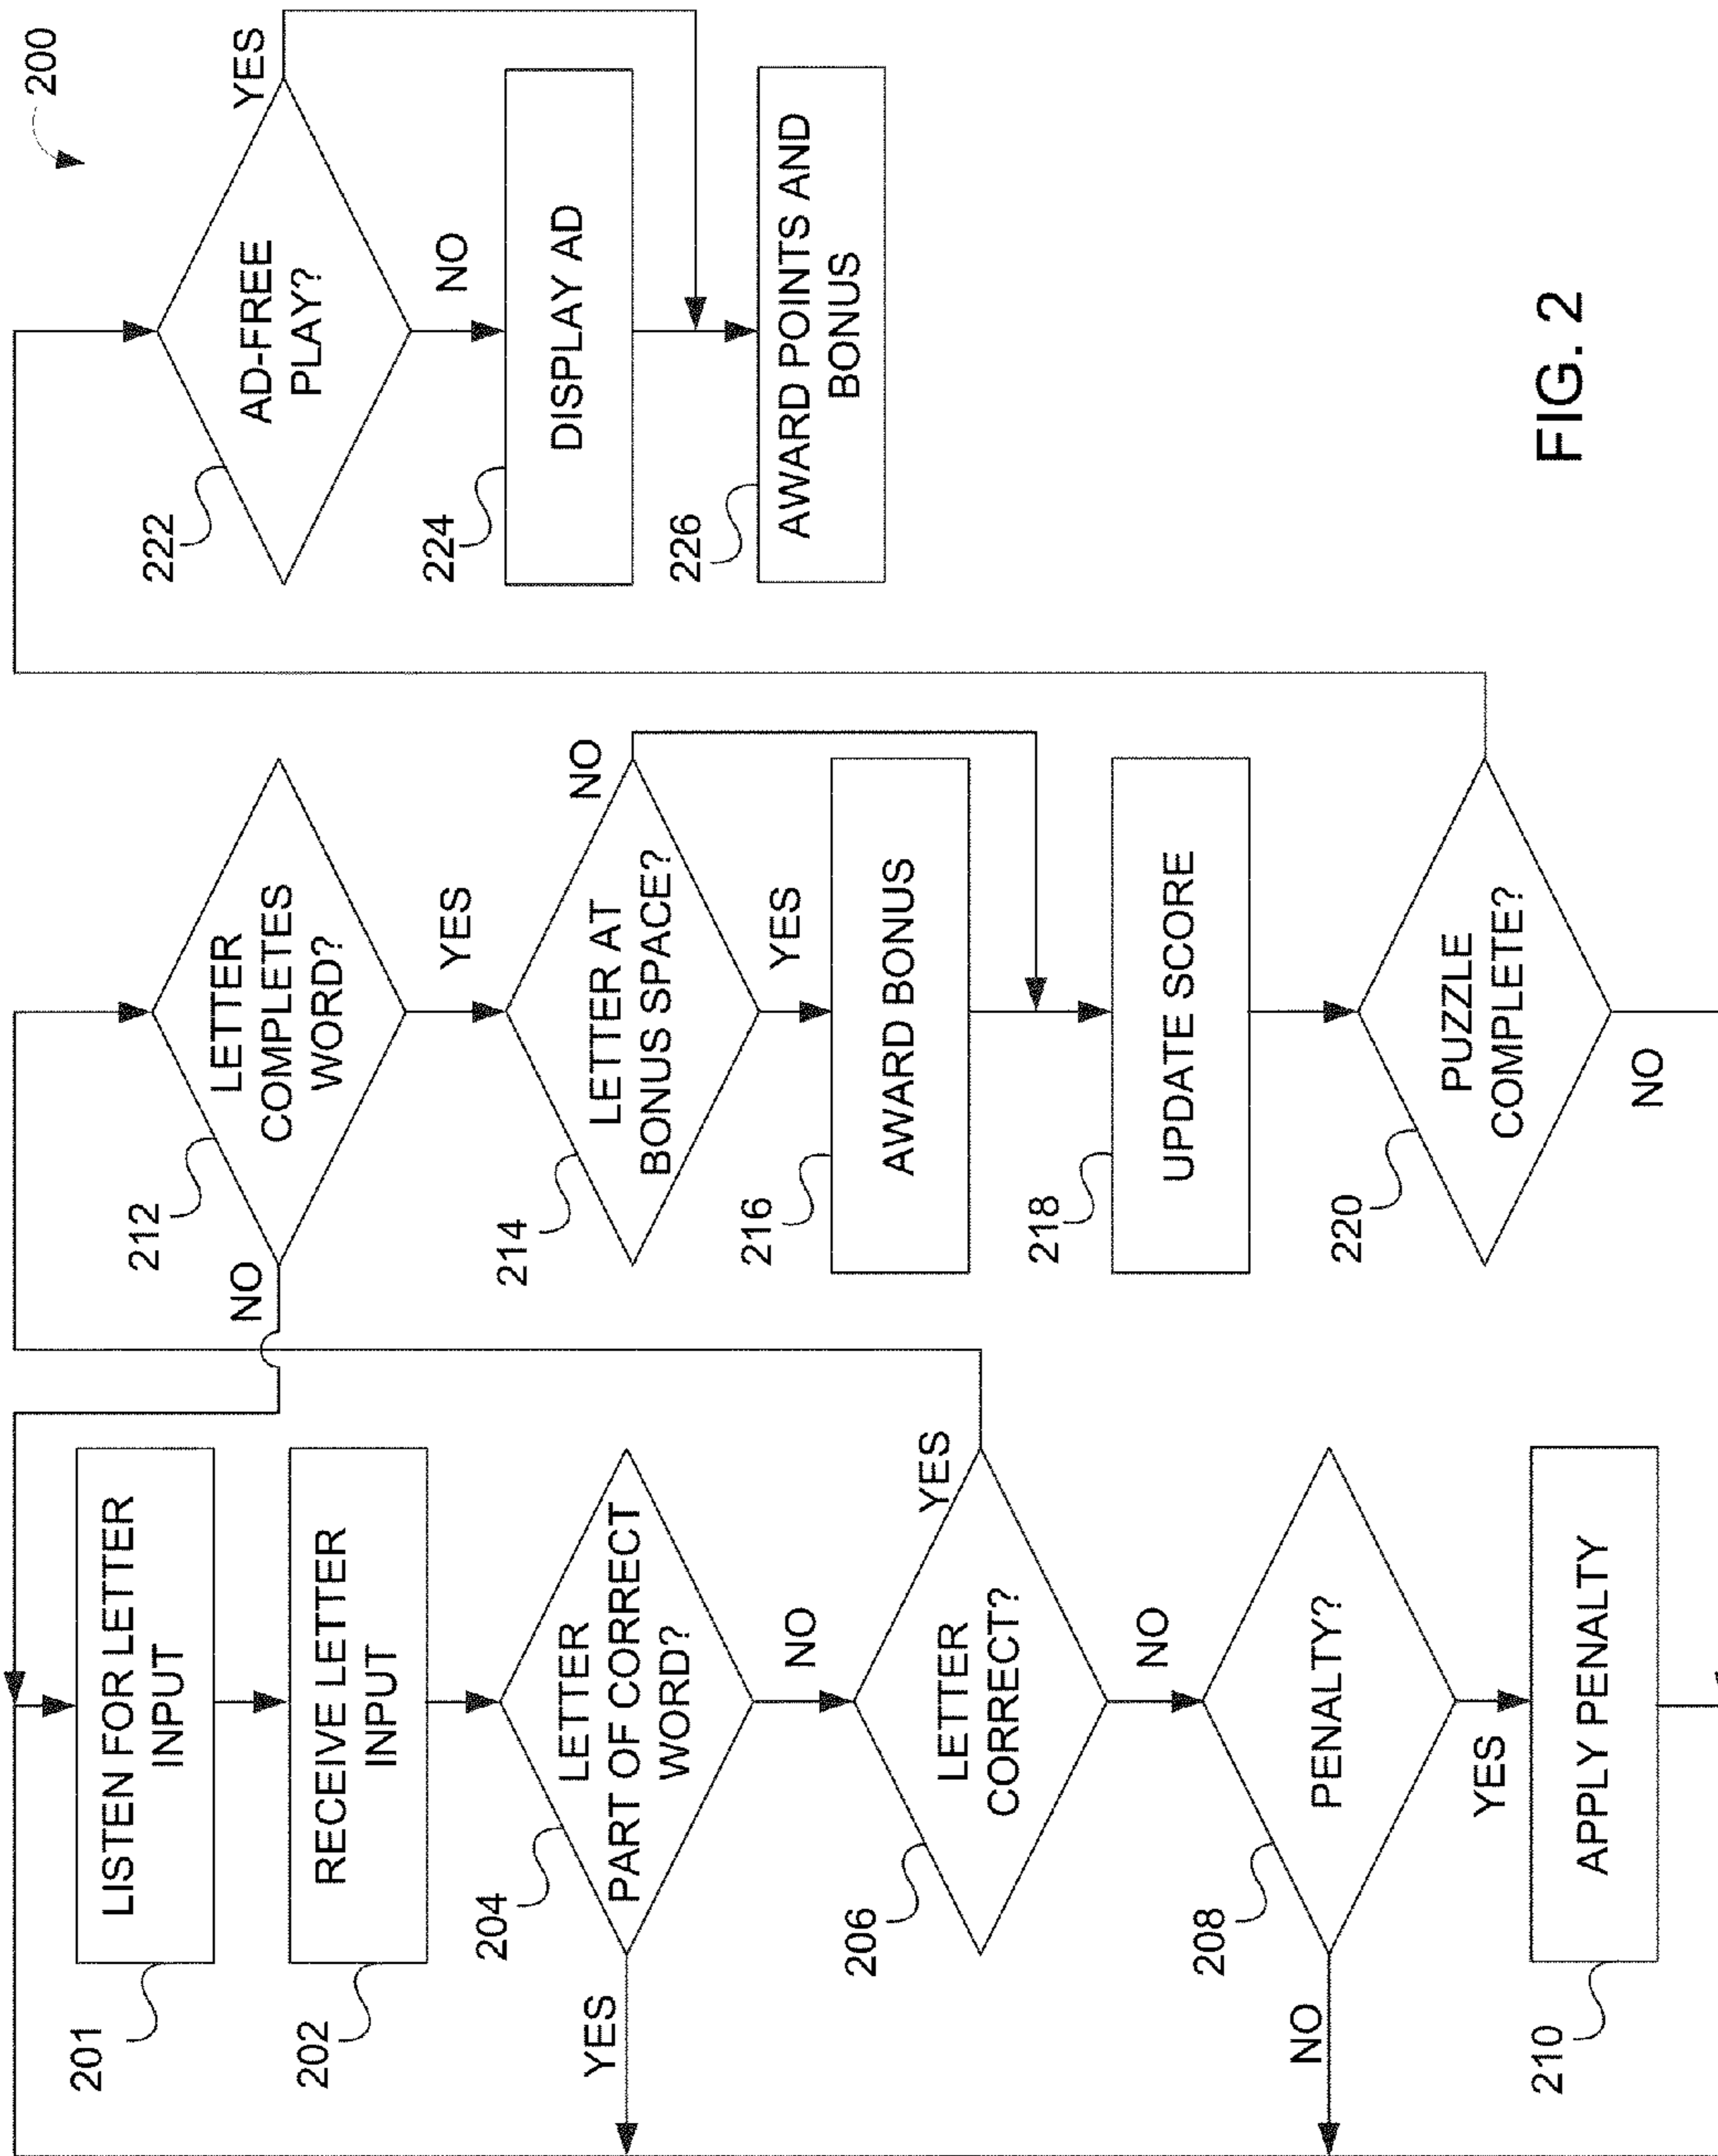 200
201
LISTEN FOR LETTER
INPUT
202
RECEIVE LETTER
INPUT
204
LETTER
PART OF CORRECT
WORD?
YES
NO
206
LETTER
CORRECT?
YES
NO
208
PENALTY?
NO
YES
210
APPLY PENALTY
212
LETTER
COMPLETES
WORD?
NO
YES
214
LETTER AT
BONUS SPACE?
NO
YES
216
AWARD BONUS
218
UPDATE SCORE
220
PUZZLE
COMPLETE?
NO
222
AD-FREE
PLAY?
YES
NO
224
DISPLAY AD
226
AWARD POINTS AND
BONUS
FIG. 2